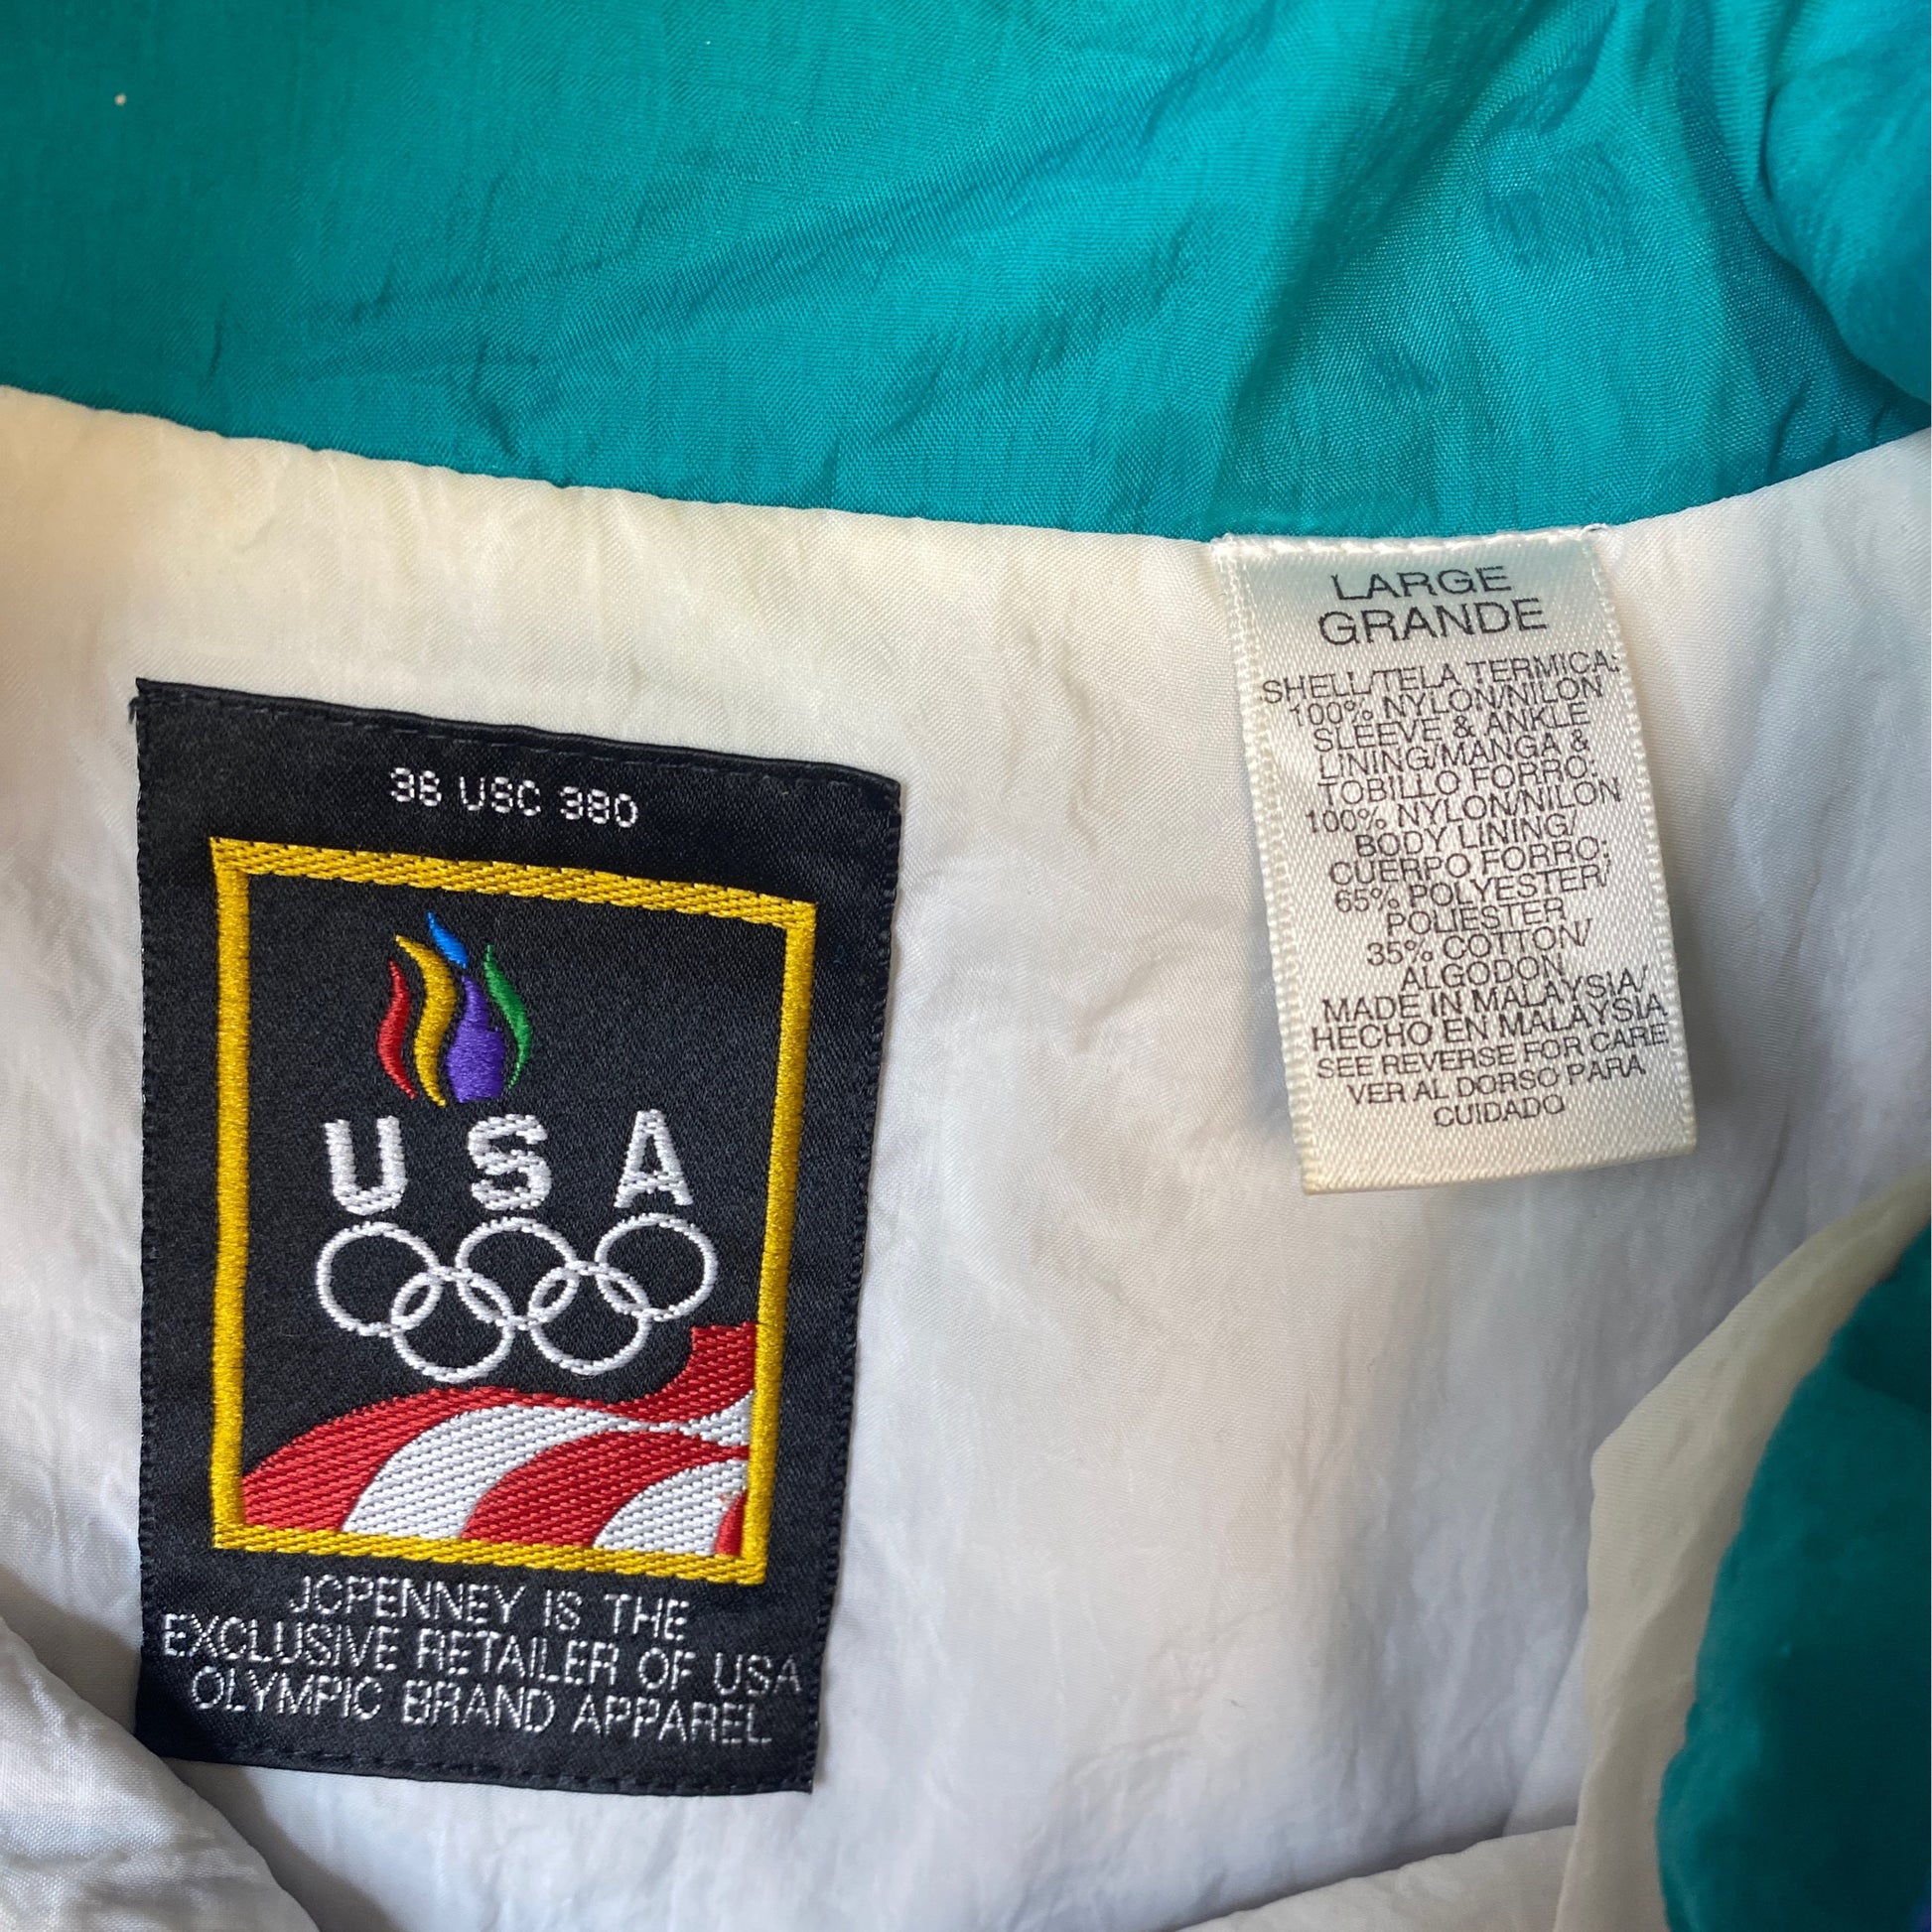 38 USC 380
USA
JCPENNEY IS THE
EXCLUSIVE RETAILER OF USA
OLYMPIC BRAND APPAREL
LARGE
GRANDE
SHELL/TELA TERMICA:
100% NYLON/NILON
SLEEVE & ANKLE
LINING/MANGA &
TOBILLO FORRO:
100% NYLON/NILON
BODY LINING/
CUERPO FORRO:
65% POLYESTER/
POLIESTER
35% COTTON/
ALGODON
MADE IN MALAYSIA/
HECHO EN MALAYSIA
SEE REVERSE FOR CARE
VER AL DORSO PARA
CUIDADO